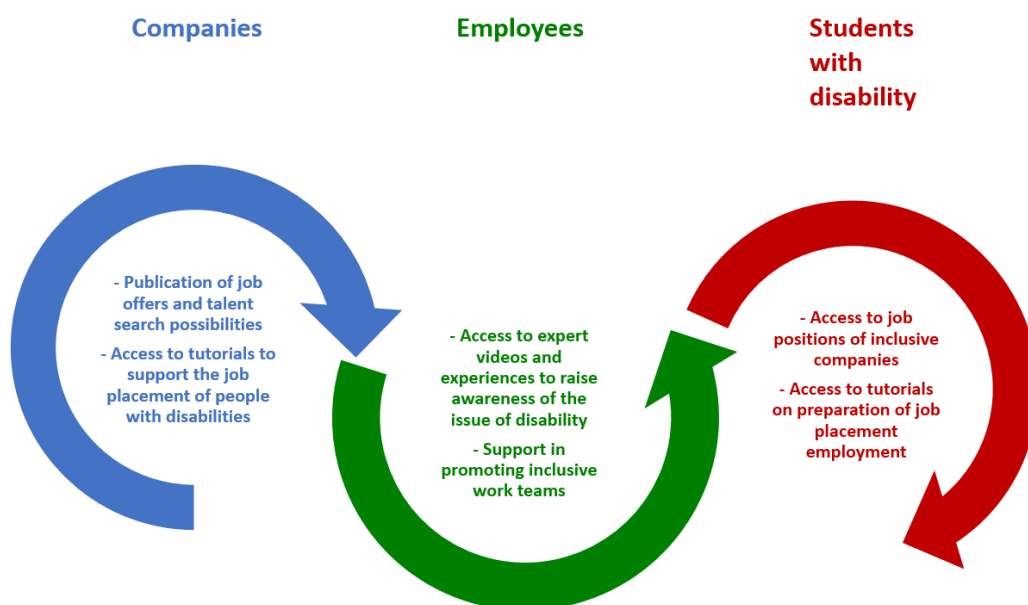 Companies
Employees
Students
with
disability
- Publication of job
offers and talent
search possibilities
- Access to tutorials to
support the job
placement of people
with disabilities
- Access to expert
videos and
experiences to raise
awareness of the
issue of disability
- Support in
promoting inclusive
work teams
- Access to job
positions of inclusive
companies
- Access to tutorials
on preparation of job
placement
employment